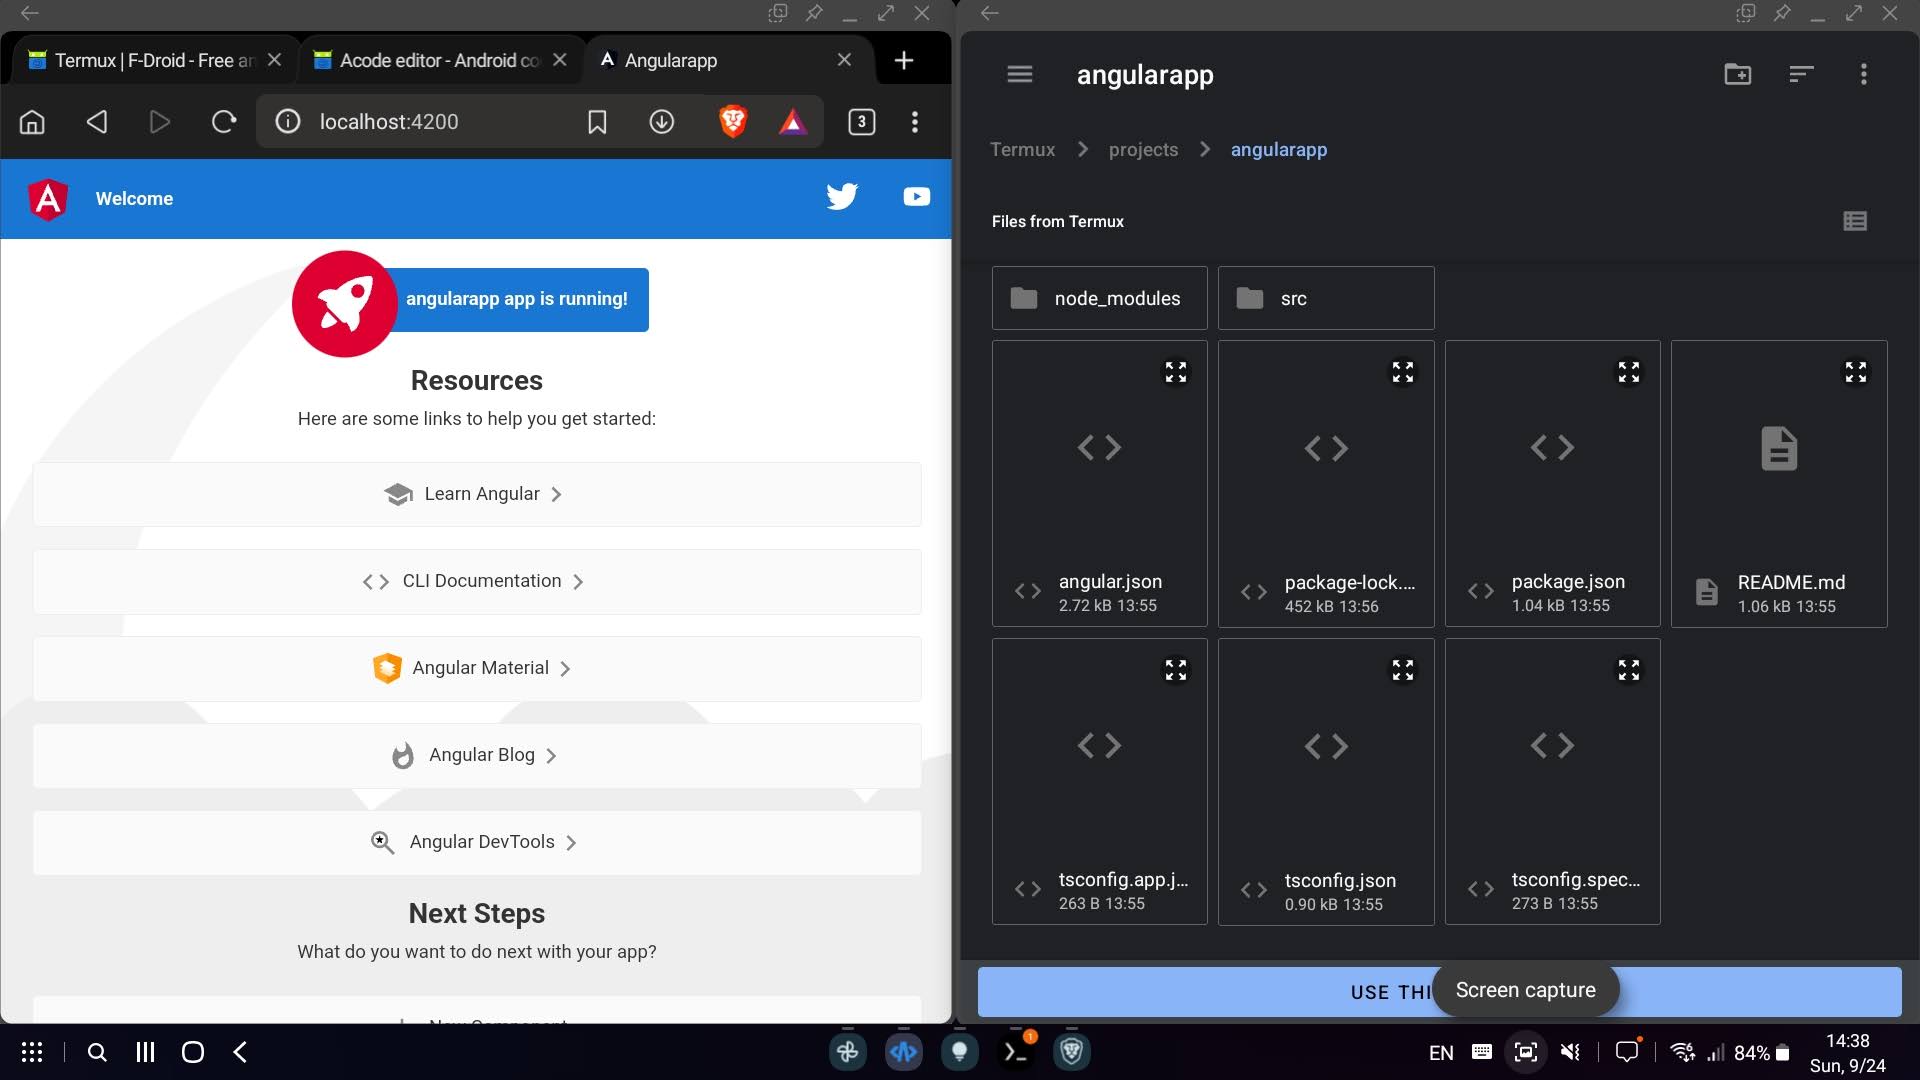 Termux | F-Droid - Free an
Acode editor - Android co
Angularapp
localhost:4200
3
Welcome
angularapp app is running!
Resources
Here are some links to help you get started:
Learn Angular
CLI Documentation
Angular Material
Angular Blog
Angular DevTools
Next Steps
What do you want to do next with your app?
New Component
angularapp
Termux > projects > angularapp
Files from Termux
node_modules
src
angular.json
2.72 kB 13:55
package-lock....
452 kB 13:56
package.json
1.04 kB 13:55
README.md
1.06 kB 13:55
tsconfig.app.j...
263 B 13:55
tsconfig.json
0.90 kB 13:55
tsconfig.spec...
273 B 13:55
USE THI
Screen capture
1
EN
84%
14:38
Sun, 9/24